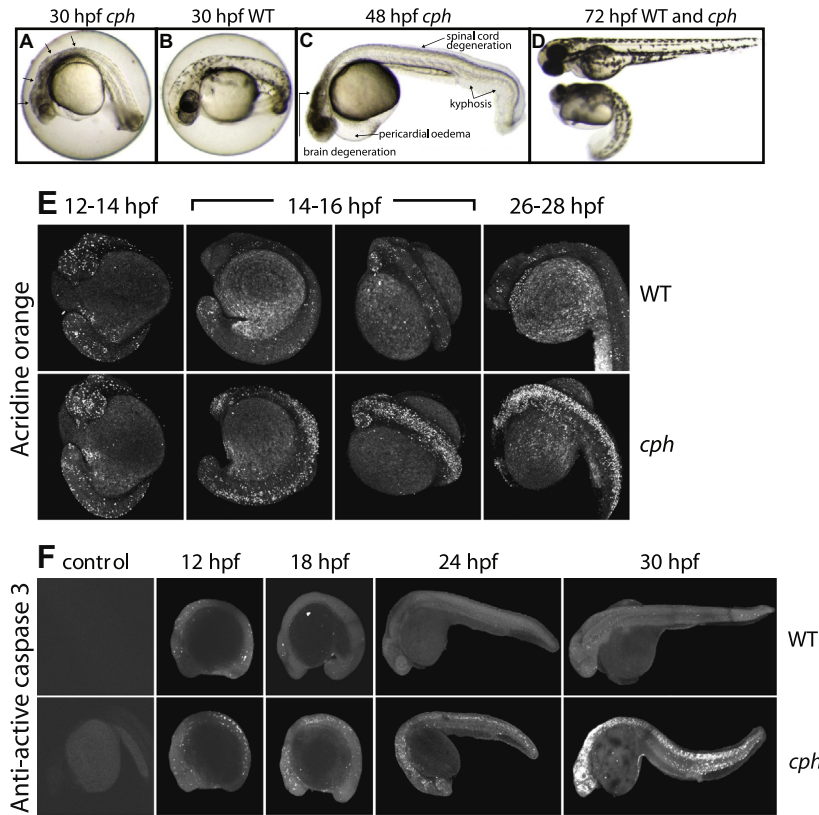 30 hpf cph
30 hpf WT
48 hpf cph
72 hpf WT and cph
A
B
C
D
spinal cord
degeneration
kyphosis
pericardial oedema
brain degeneration
E
12-14 hpf
14-16 hpf
26-28 hpf
Acridine orange
WT
cph
F
control
12 hpf
18 hpf
24 hpf
30 hpf
Anti-active caspase 3
WT
cph